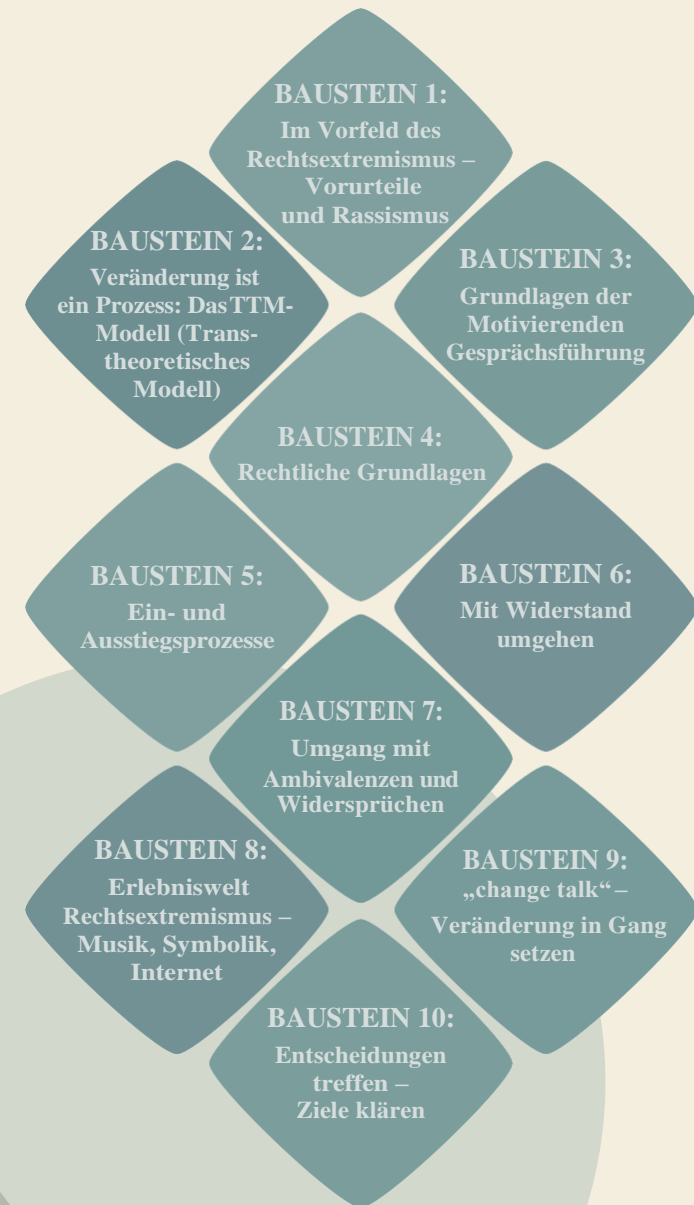 BAUSTEIN 1:
Im Vorfeld des
Rechtsextremismus –
Vorurteile
und Rassismus
BAUSTEIN 2:
Veränderung ist
ein Prozess: Das TTM-
Modell (Trans-
theoretisches
Modell)
BAUSTEIN 3:
Grundlagen der
Motivierenden
Gesprächsführung
BAUSTEIN 4:
Rechtliche Grundlagen
BAUSTEIN 5:
Ein- und
Ausstiegsprozesse
BAUSTEIN 6:
Mit Widerstand
umgehen
BAUSTEIN 7:
Umgang mit
Ambivalenzen und
Widersprüchen
BAUSTEIN 8:
Erlebniswelt
Rechtsextremismus –
Musik, Symbolik,
Internet
BAUSTEIN 9:
„change talk“ –
Veränderung in Gang
setzen
BAUSTEIN 10:
Entscheidungen
treffen –
Ziele klären